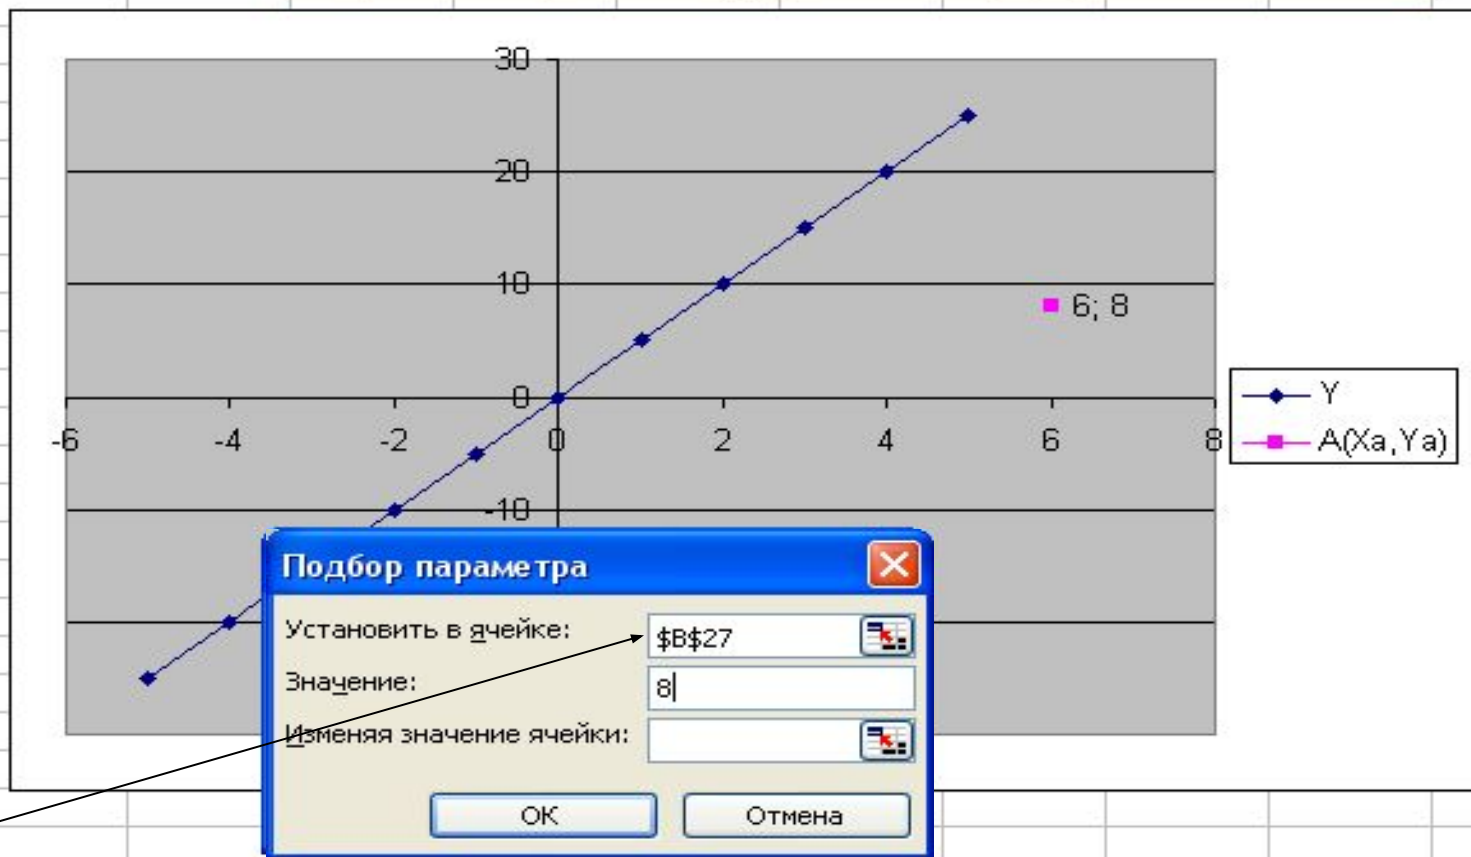 30
20
10
6; 8
0
Y
-6 -4 -2 0 2 4 6 8
A(Xa,Ya)
-10
Подбор параметра
Установить в ячейке: $B$27
Значение: 8
Изменяя значение ячейки:
ОК Отмена